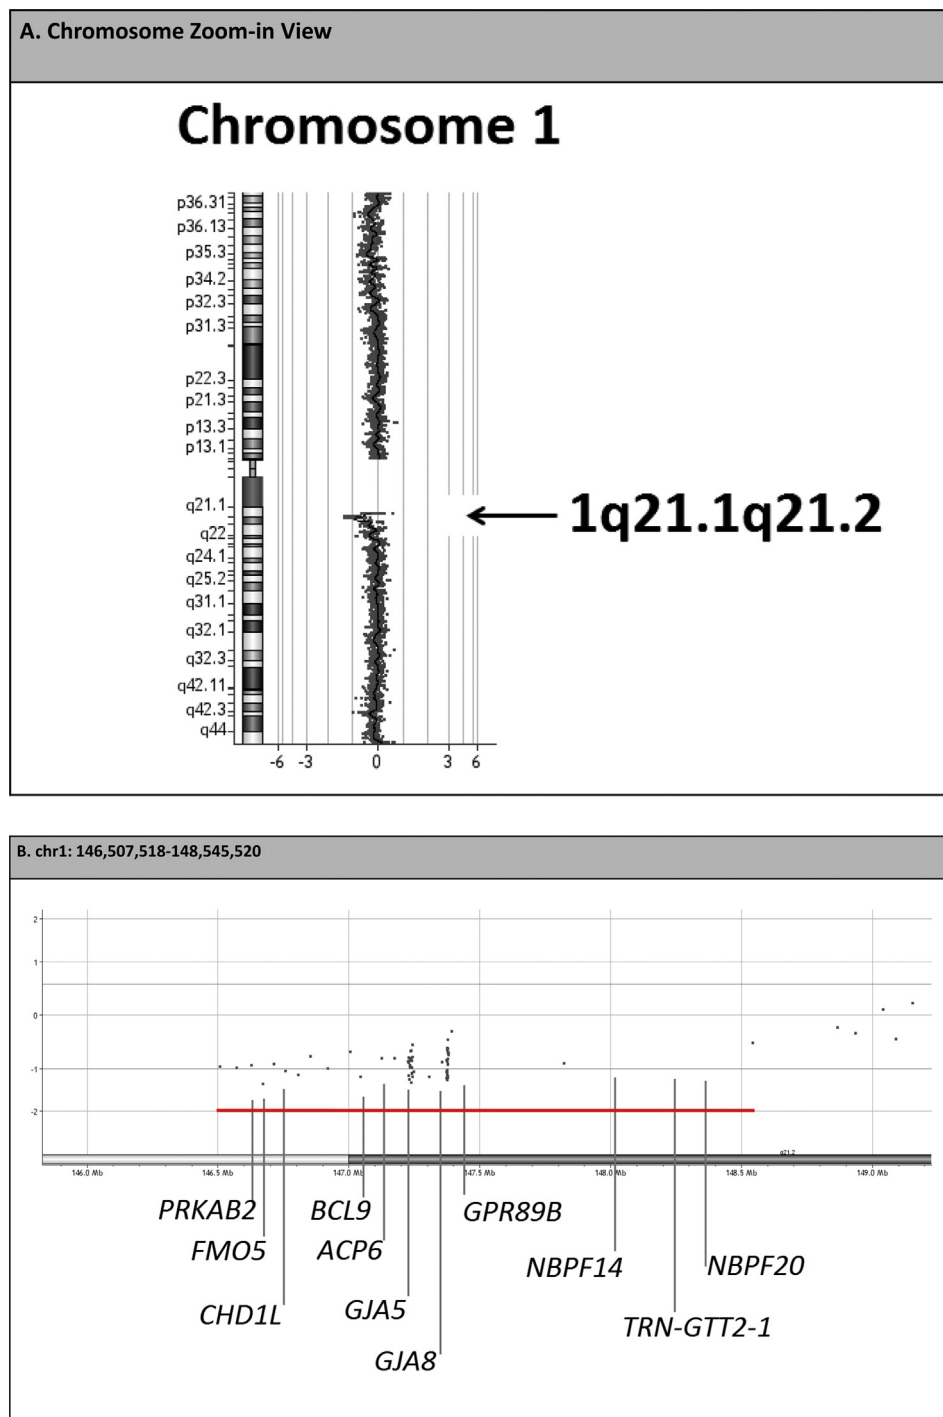 A. Chromosome Zoom-in View
Chromosome 1
p36.31
p36.13
p35.3
p34.2
p32.3
p31.3
p22.3
p21.3
p13.3
p13.1
q21.1
1q21.1q21.2
q22
q24.1
q25.2
q31.1
q32.1
q32.3
q42.11
q42.3
q44
-6 -3 0 3 6
B. chr1: 146,507,518-148,545,520
2
1
0
-1
-2
q21.2
146.0 Mb 146.5 Mb 147.0 Mb 147.5 Mb 148.0 Mb 148.5 Mb 149.0 Mb
PRKAB2 BCL9 GPR89B
FMO5 ACP6 NBPF14 NBPF20
CHD1L GJA5 TRN-GTT2-1
GJA8